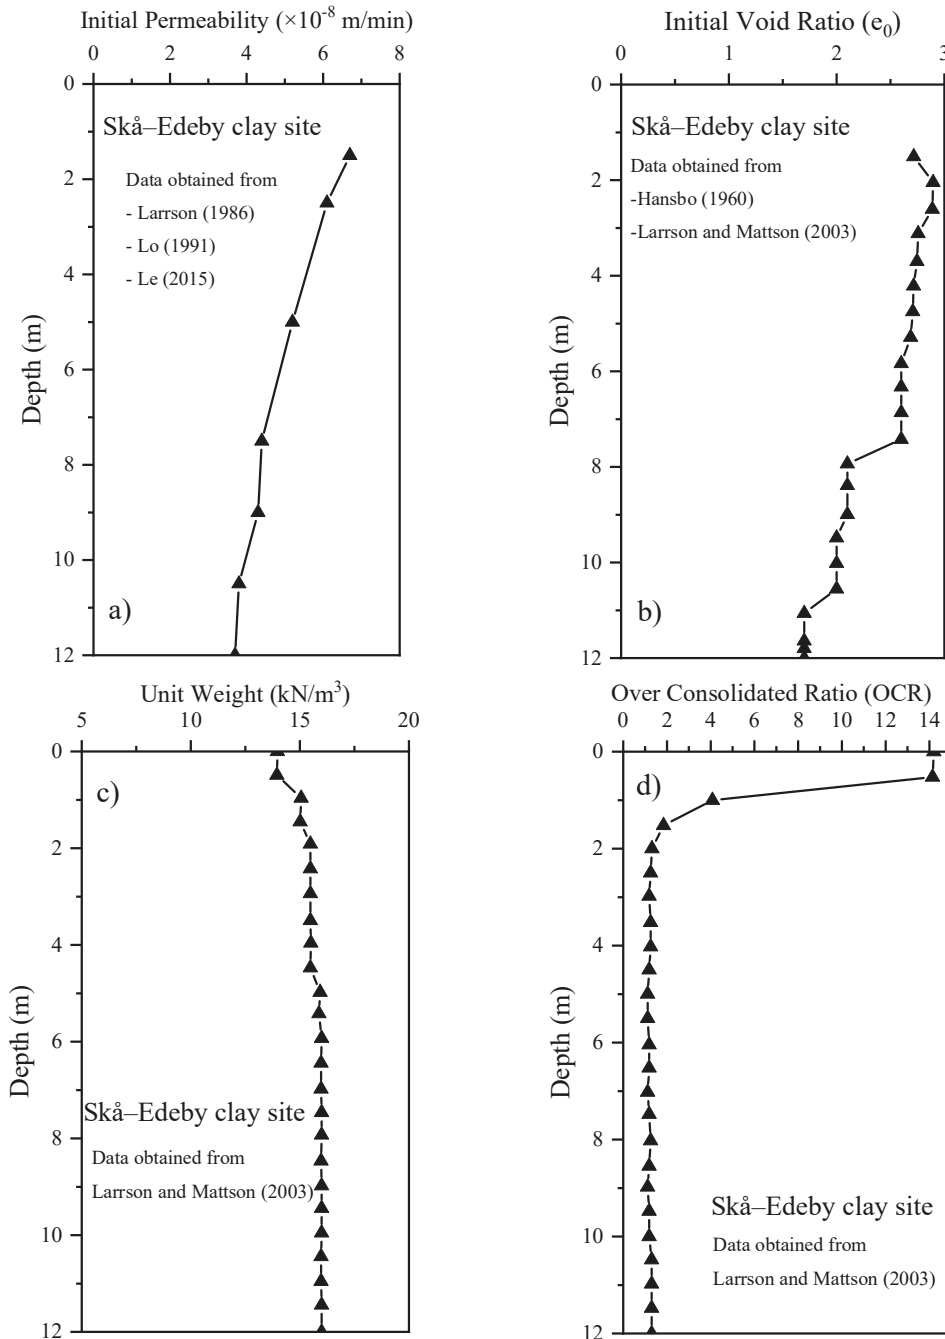 Initial Permeability (×10-8 m/min)
0 2 4 6 8
0
2
4
6
8
10
12
Depth (m)
Skå–Edeby clay site
Data obtained from
- Larrson (1986)
- Lo (1991)
- Le (2015)
a)
Initial Void Ratio (e0)
0 1 2 3
0
2
4
6
8
10
12
Depth (m)
Skå–Edeby clay site
Data obtained from
-Hansbo (1960)
-Larrson and Mattson (2003)
b)
Unit Weight (kN/m3)
5 10 15 20
0
2
4
6
8
10
12
Depth (m)
c)
Skå–Edeby clay site
Data obtained from
Larrson and Mattson (2003)
Over Consolidated Ratio (OCR)
0 2 4 6 8 10 12 14
0
2
4
6
8
10
12
Depth (m)
d)
Skå–Edeby clay site
Data obtained from
Larrson and Mattson (2003)